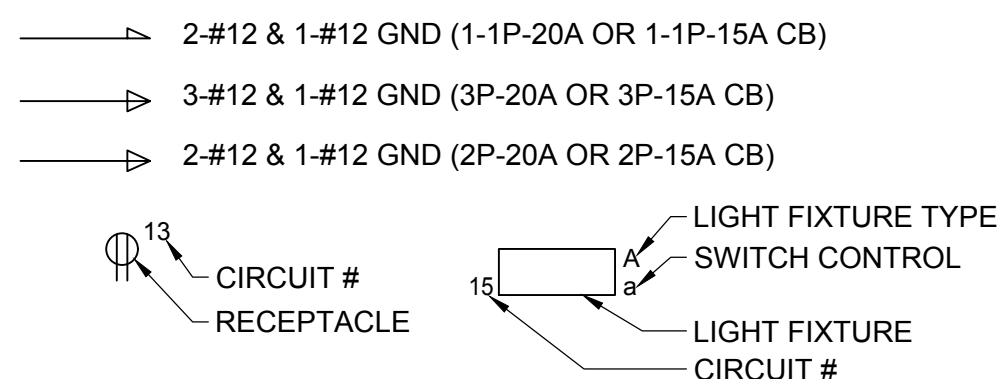 2-#12 & 1-#12 GND (1-1P-20A OR 1-1P-15A CB)
3-#12 & 1-#12 GND (3P-20A OR 3P-15A CB)
2-#12 & 1-#12 GND (2P-20A OR 2P-15A CB)
13
CIRCUIT #
RECEPTACLE
LIGHT FIXTURE TYPE
A
SWITCH CONTROL
15
a
LIGHT FIXTURE
CIRCUIT #